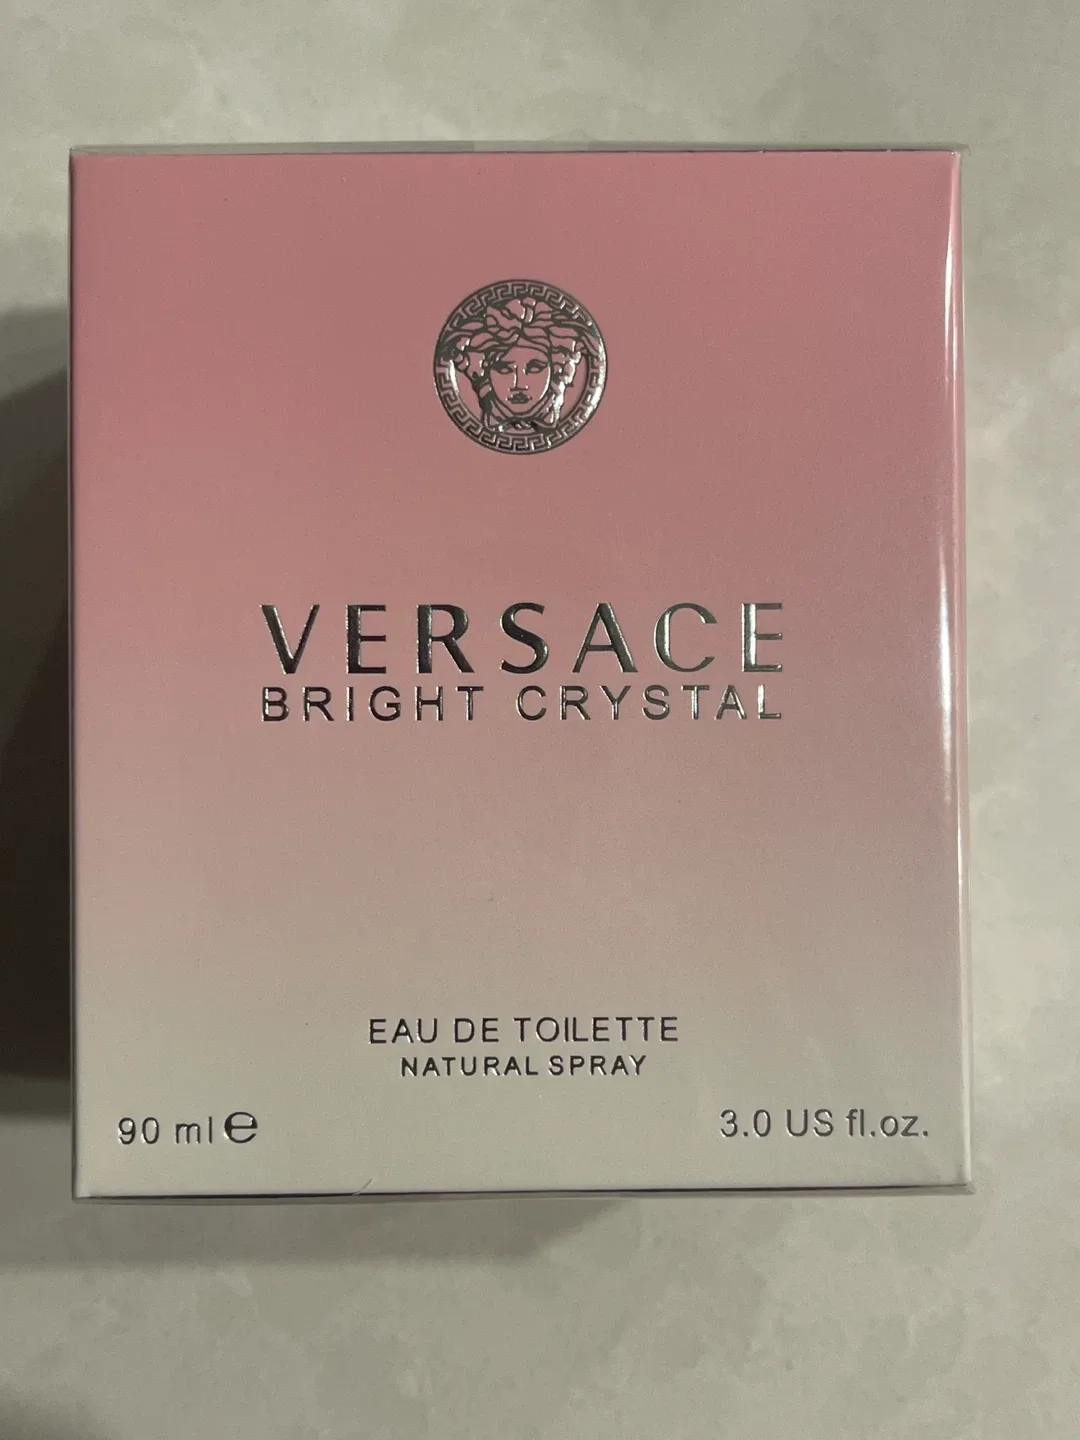 VERSACE
BRIGHT CRYSTAL
EAU DE TOILETTE
NATURAL SPRAY
90 ml e
3.0 US fl.oz.